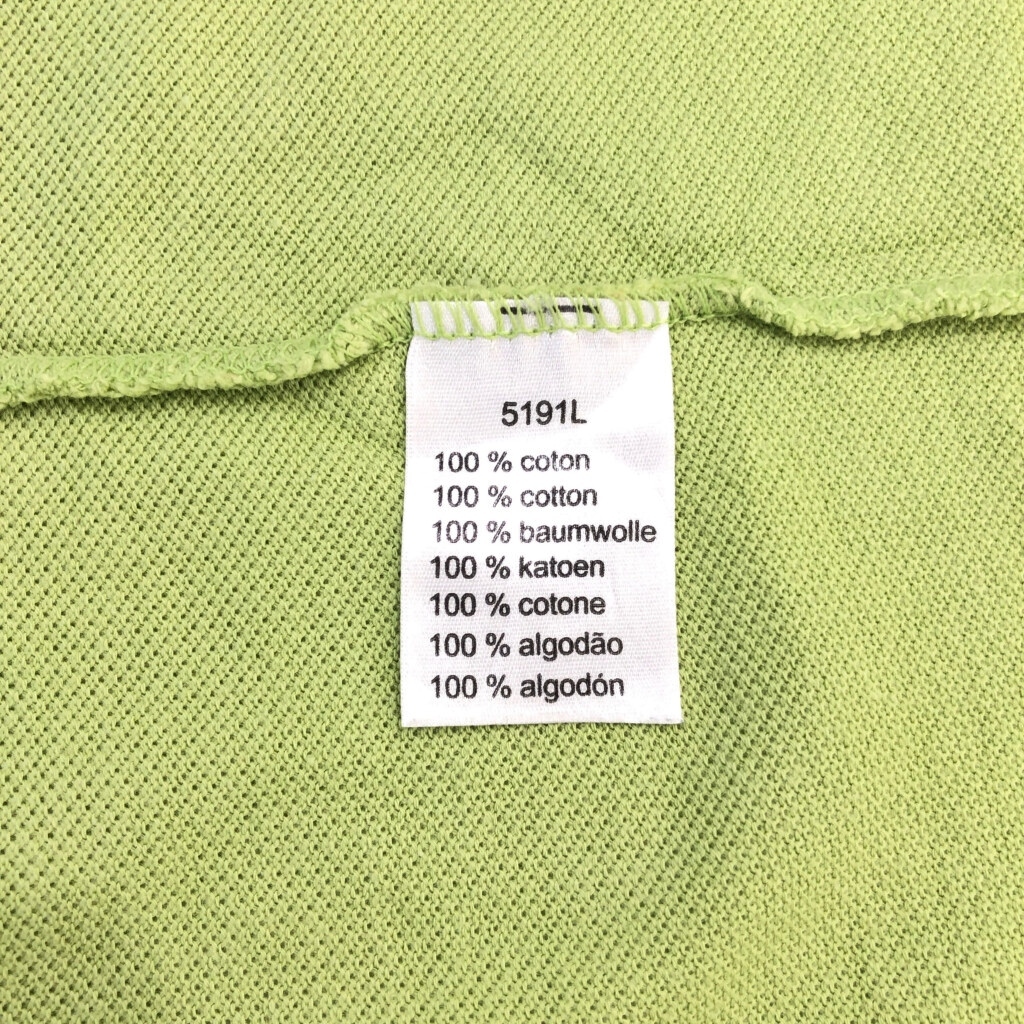 5191L
100 % coton
100 % cotton
100 % baumwolle
100 % katoen
100 % cotone
100 % algodão
100 % algodón